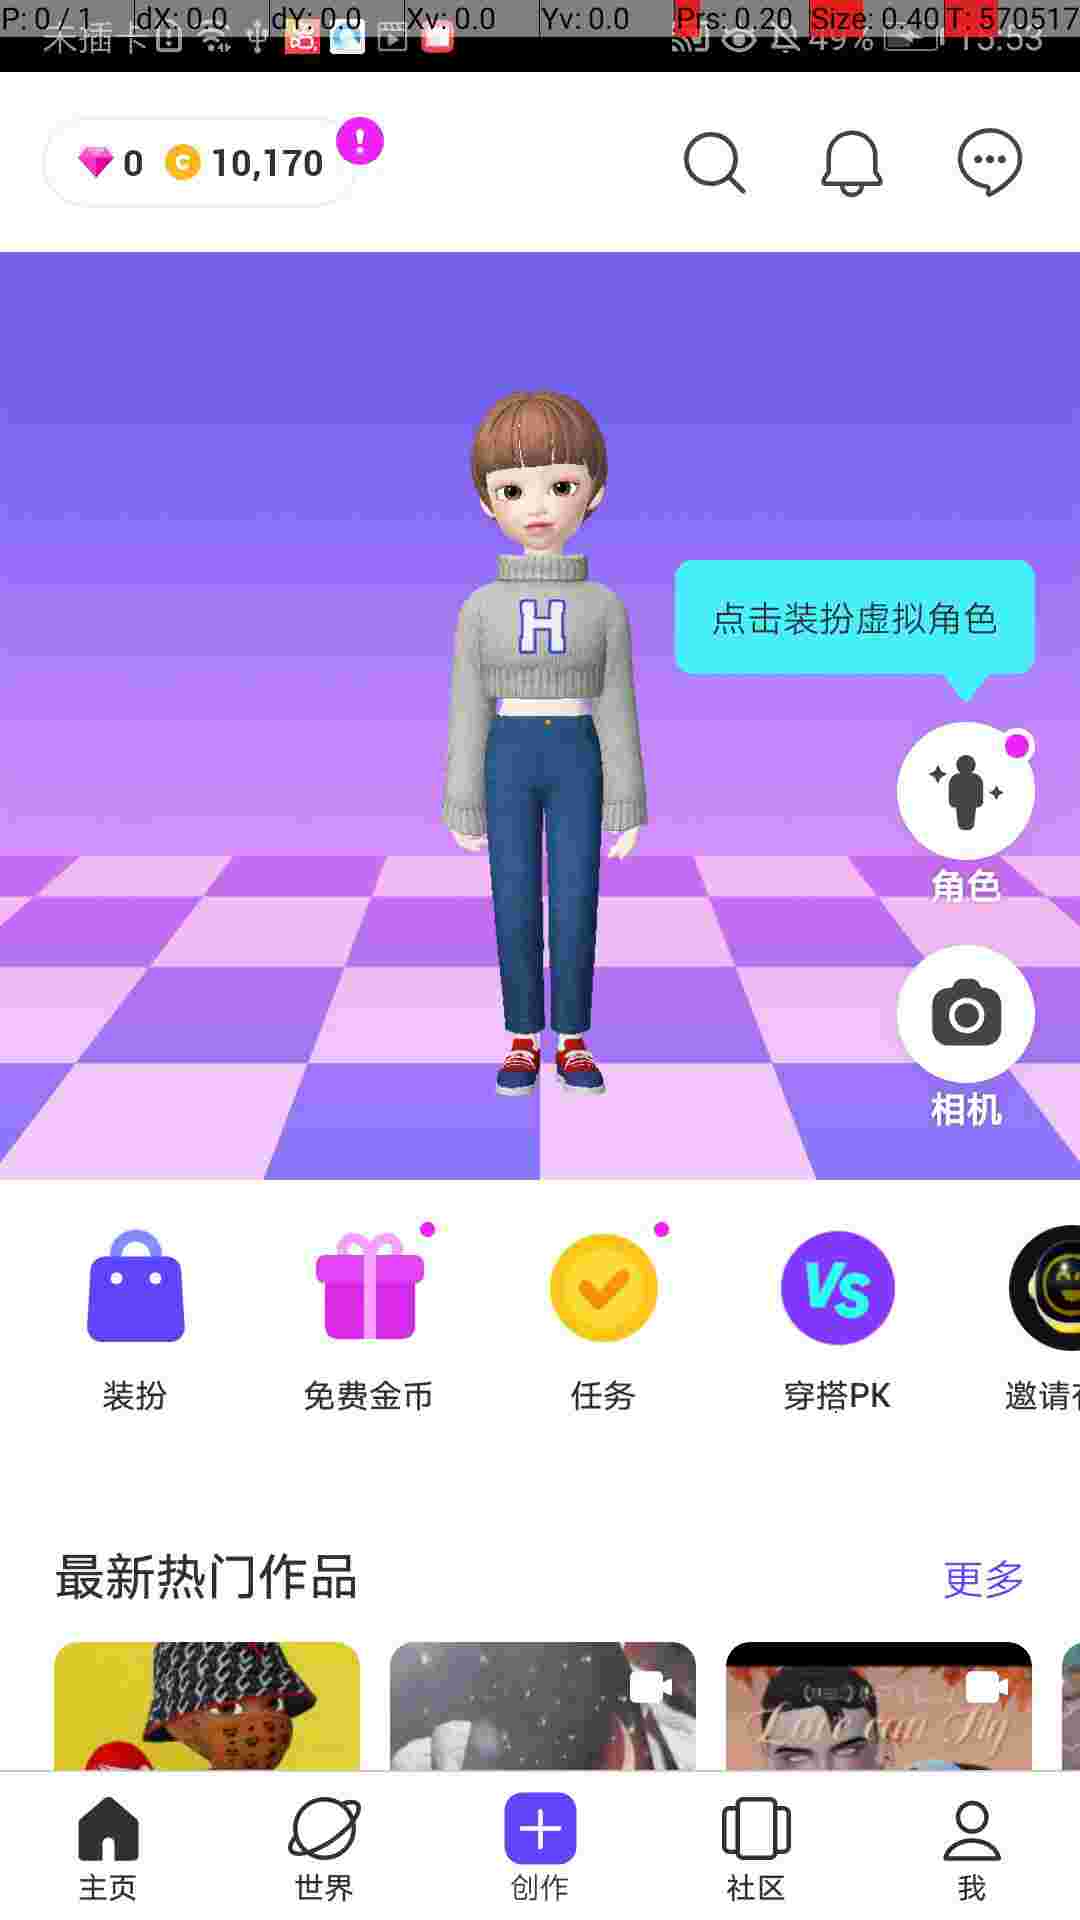 P: 0 / 1 dX: 0.0 dY: 0.0 Xv: 0.0 Yv: 0.0 Prs: 0.20 Size: 0.40 T: 570517
未插卡 49% 15:53
0 C 10,170 !
H
点击装扮虚拟角色
角色
相机
VS
装扮 免费金币 任务 穿搭PK 邀请
最新热门作品 更多
Love can Fly
主页 世界 创作 社区 我